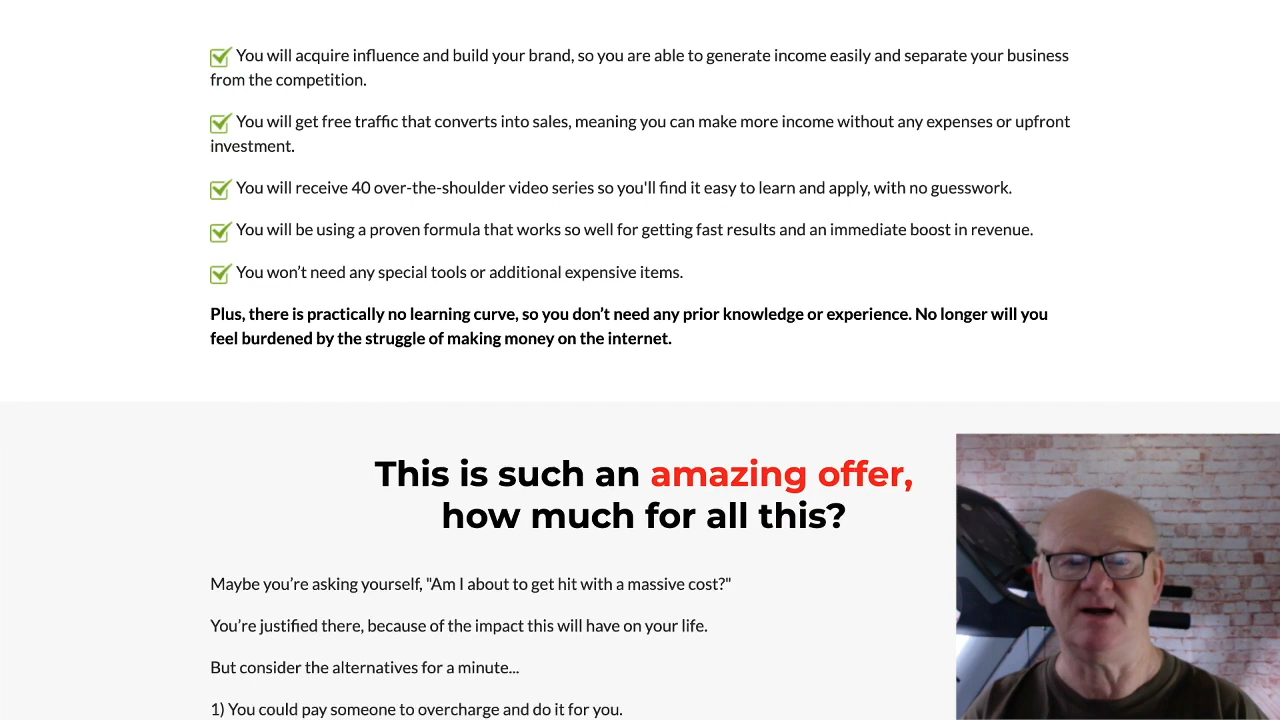 You will acquire influence and build your brand, so you are able to generate income easily and separate your business
from the competition.
You will get free traffic that converts into sales, meaning you can make more income without any expenses or upfront
investment.
You will receive 40 over-the-shoulder video series so you'll find it easy to learn and apply, with no guesswork.
You will be using a proven formula that works so well for getting fast results and an immediate boost in revenue.
You won’t need any special tools or additional expensive items.
Plus, there is practically no learning curve, so you don’t need any prior knowledge or experience. No longer will you
feel burdened by the struggle of making money on the internet.
This is such an amazing offer,
how much for all this?
Maybe you’re asking yourself, "Am I about to get hit with a massive cost?"
You’re justified there, because of the impact this will have on your life.
But consider the alternatives for a minute...
1) You could pay someone to overcharge and do it for you.